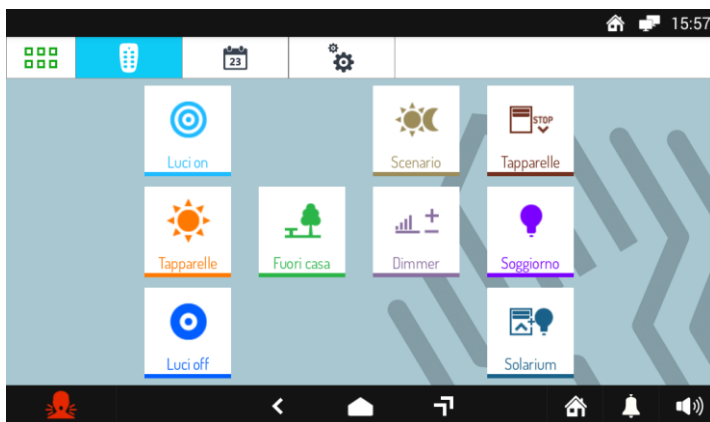 15:57
23
Luci on
Scenario
STOP
Tapparelle
Tapparelle
Fuori casa
Dimmer
Soggiorno
Luci off
Solarium